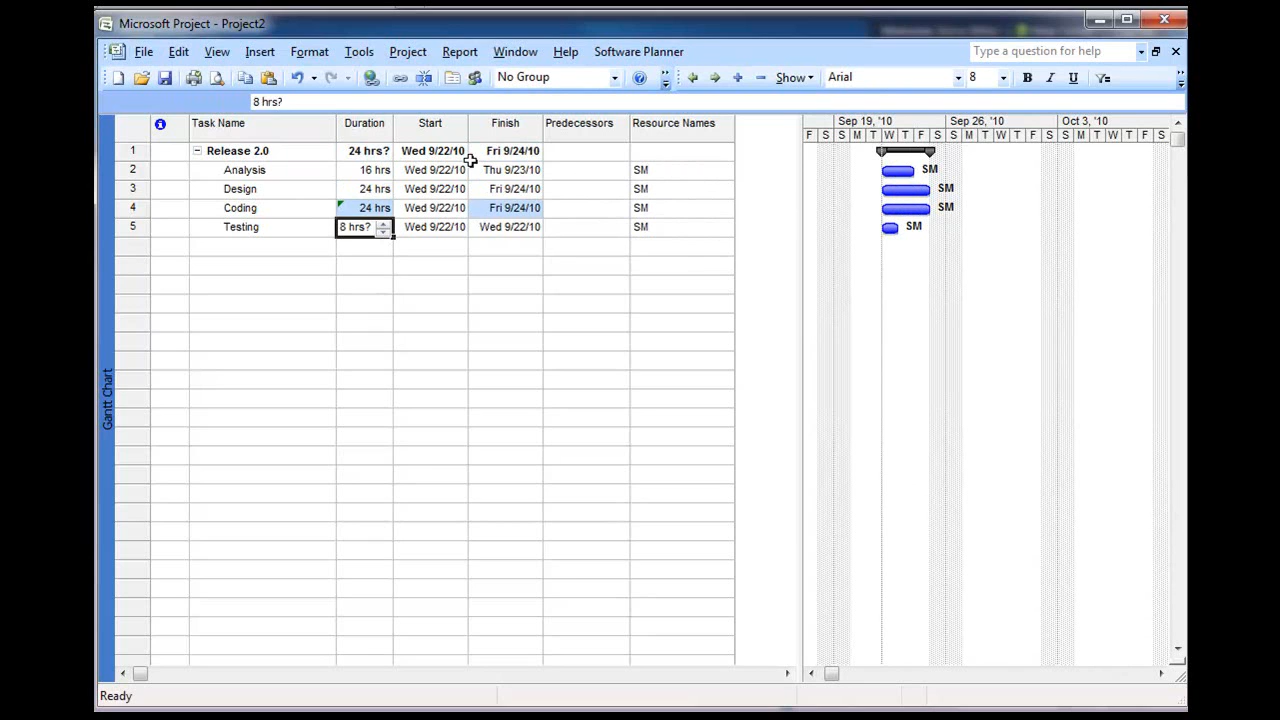 Microsoft Project - Project2
File Edit View Insert Format Tools Project Report Window Help Software Planner Type a question for help
No Group Show Arial 8 B I U
8 hrs?
Task Name Duration Start Finish Predecessors Resource Names
Sep 19, '10 Sep 26, '10 Oct 3, '10
F S S M T W T F S S M T W T F S S M T W T F S
1 Release 2.0 24 hrs? Wed 9/22/10 Fri 9/24/10
2 Analysis 16 hrs Wed 9/22/10 Thu 9/23/10 SM SM
3 Design 24 hrs Wed 9/22/10 Fri 9/24/10 SM SM
4 Coding 24 hrs Wed 9/22/10 Fri 9/24/10 SM SM
5 Testing 8 hrs? Wed 9/22/10 Wed 9/22/10 SM SM
Gantt Chart
Ready